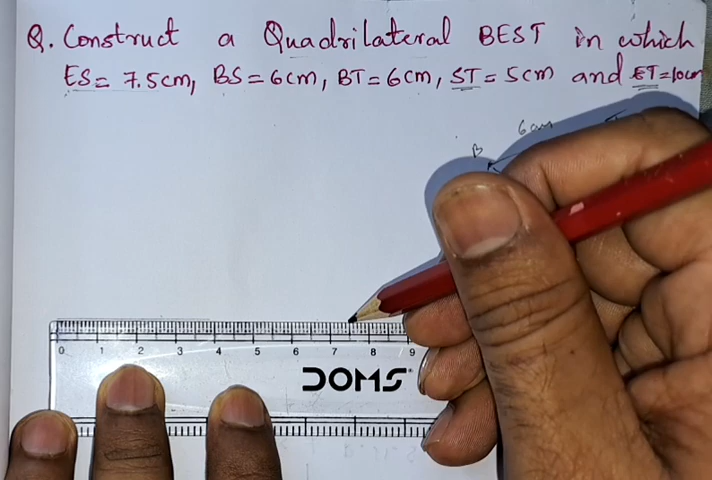 Q. Construct a Quadrilateral BEST in which
ES = 7.5cm, BS = 6cm, BT = 6cm, ST = 5cm and ET = 10cm
6cm
B
0 1 2 3 4 5 6 7 8 9
DOMS